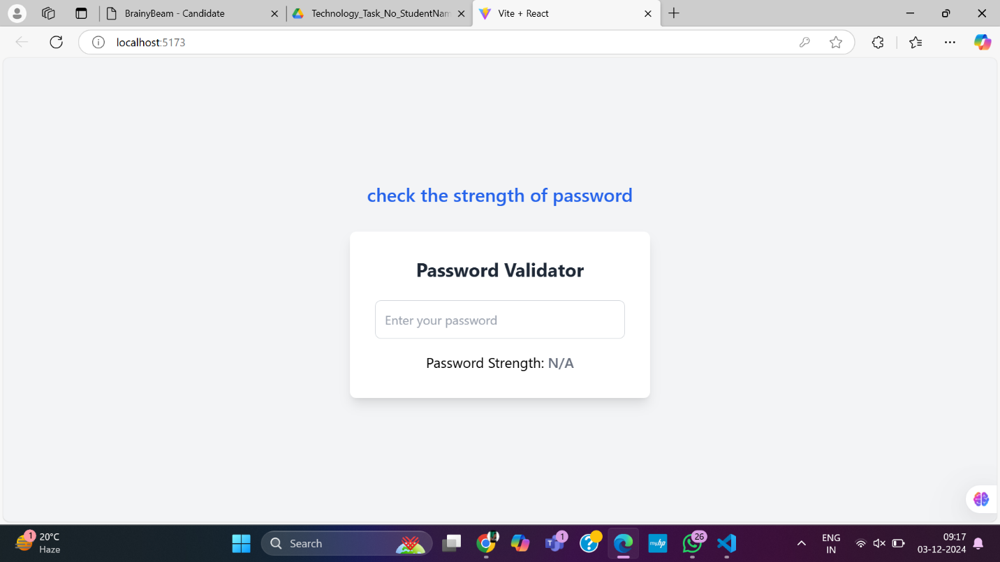 BrainyBeam - Candidate
Technology_Task_No_StudentNam
Vite + React
localhost:5173
check the strength of password
Password Validator
Enter your password
Password Strength: N/A
1
20°C
Haze
Search
1
?
myhp
26
ENG
IN
09:17
03-12-2024